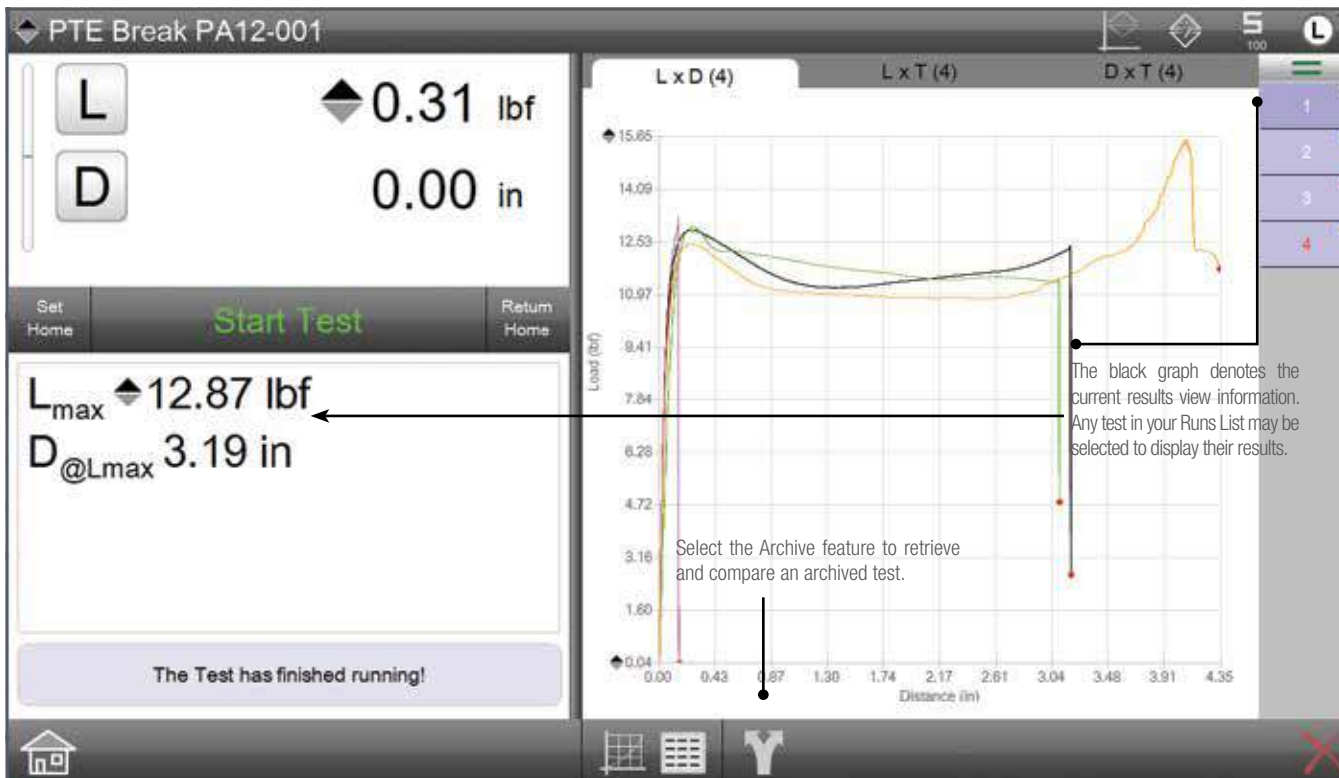 PTE Break PA12-001
5
100
L
L
0.31 lbf
D
0.00 in
Set
Home
Start Test
Return
Home
Lmax 12.87 lbf
D@Lmax 3.19 in
The Test has finished running!
L x D (4)
L x T (4)
D x T (4)
1
2
3
4
15.65
14.09
12.53
10.97
9.41
7.84
6.28
4.72
3.16
1.60
0.04
Load (lbf)
0.00 0.43 0.87 1.30 1.74 2.17 2.61 3.04 3.48 3.91 4.35
Distance (in)
The black graph denotes the
current results view information.
Any test in your Runs List may be
selected to display their results.
Select the Archive feature to retrieve
and compare an archived test.